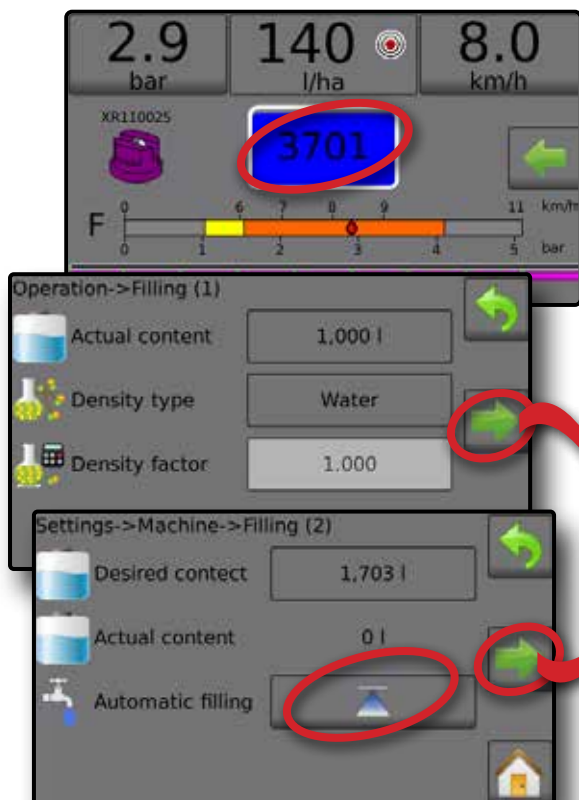 2.9 140 8.0
bar l/ha km/h
XR110025
3701
0 6 7 8 9 11 km/h
F
0 1 2 3 4 5 bar
Operation->Filling (1)
Actual content 1,000 l
Density type Water
Density factor 1.000
Settings->Machine->Filling (2)
Desired contect 1,703 l
Actual content 0 l
Automatic filling